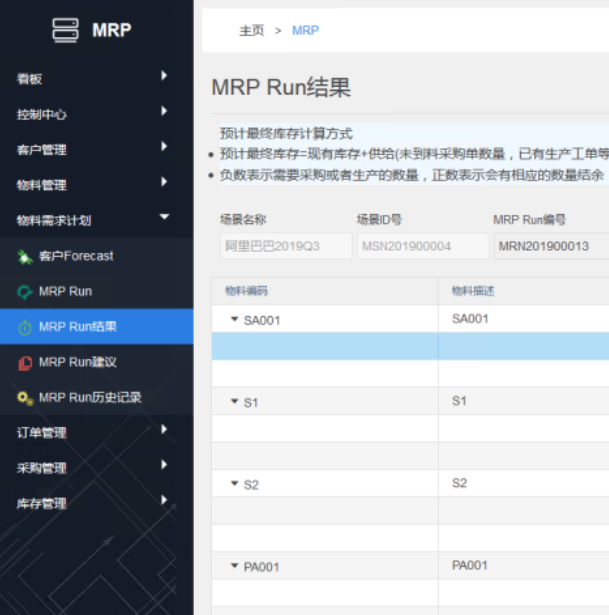 MRP
看板
控制中心
客户管理
物料管理
物料需求计划
客户Forecast
MRP Run
MRP Run结果
MRP Run建议
MRP Run历史记录
订单管理
采购管理
库存管理
主页 > MRP
MRP Run结果
预计最终库存计算方式
预计最终库存=现有库存+供给(未到料采购单数量，已有生产工单等
负数表示需要采购或者生产的数量，正数表示会有相应的数量结余
场景名称 场景ID号 MRP Run编号
阿里巴巴2019Q3 MSN201900004 MRN201900013
物料编码 物料描述
SA001 SA001
S1 S1
S2 S2
PA001 PA001